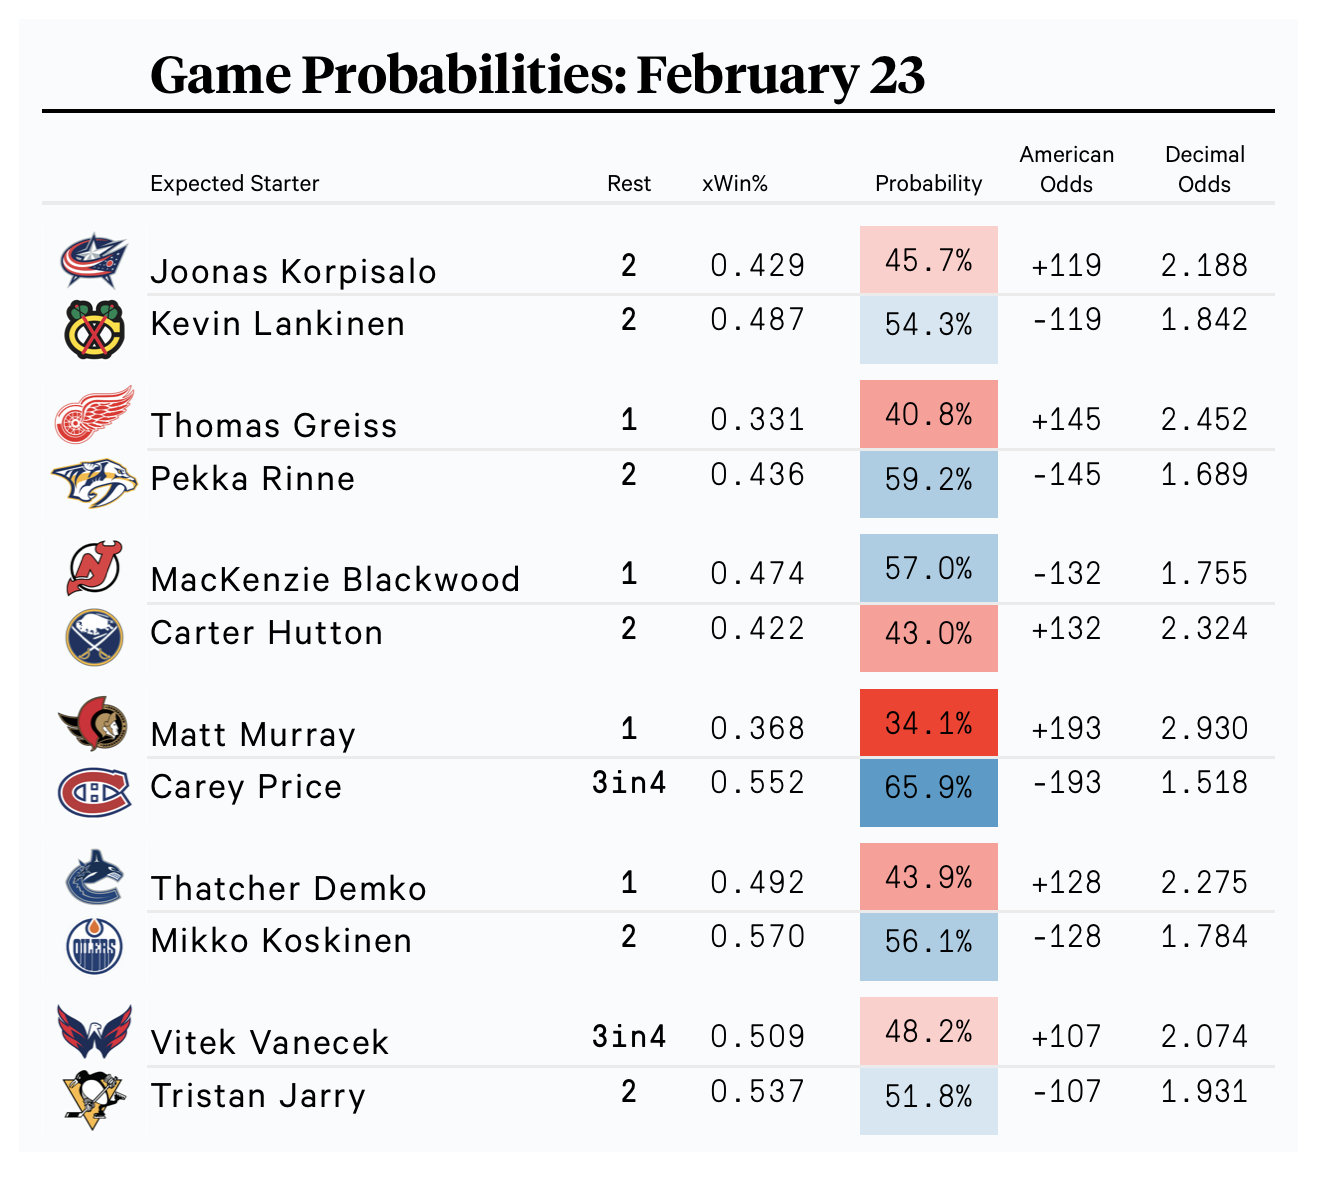 Game Probabilities: February 23
Expected Starter Rest xWin% Probability American Odds Decimal Odds
Joonas Korpisalo 2 0.429 45.7% +119 2.188
Kevin Lankinen 2 0.487 54.3% -119 1.842
Thomas Greiss 1 0.331 40.8% +145 2.452
Pekka Rinne 2 0.436 59.2% -145 1.689
MacKenzie Blackwood 1 0.474 57.0% -132 1.755
Carter Hutton 2 0.422 43.0% +132 2.324
Matt Murray 1 0.368 34.1% +193 2.930
Carey Price 3in4 0.552 65.9% -193 1.518
Thatcher Demko 1 0.492 43.9% +128 2.275
OILERS Mikko Koskinen 2 0.570 56.1% -128 1.784
Vitek Vanecek 3in4 0.509 48.2% +107 2.074
Tristan Jarry 2 0.537 51.8% -107 1.931